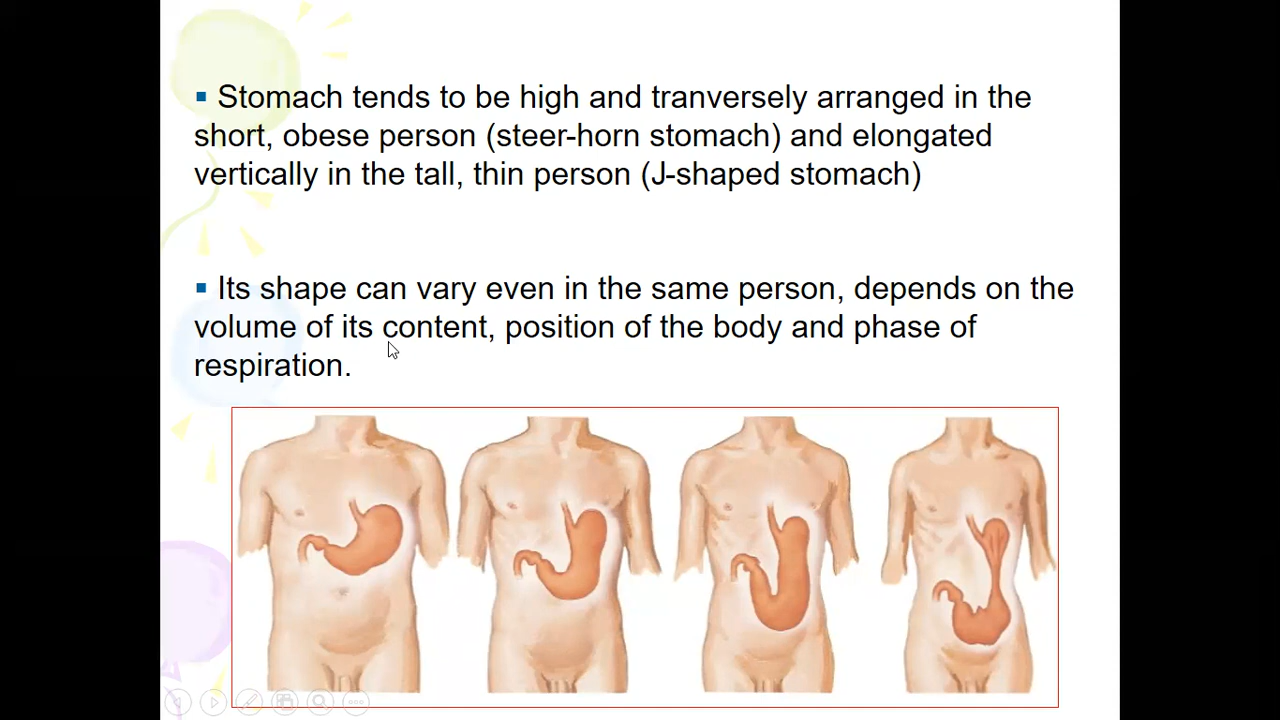 ▪ Stomach tends to be high and tranversely arranged in the
short, obese person (steer-horn stomach) and elongated
vertically in the tall, thin person (J-shaped stomach)
▪ Its shape can vary even in the same person, depends on the
volume of its content, position of the body and phase of
respiration.